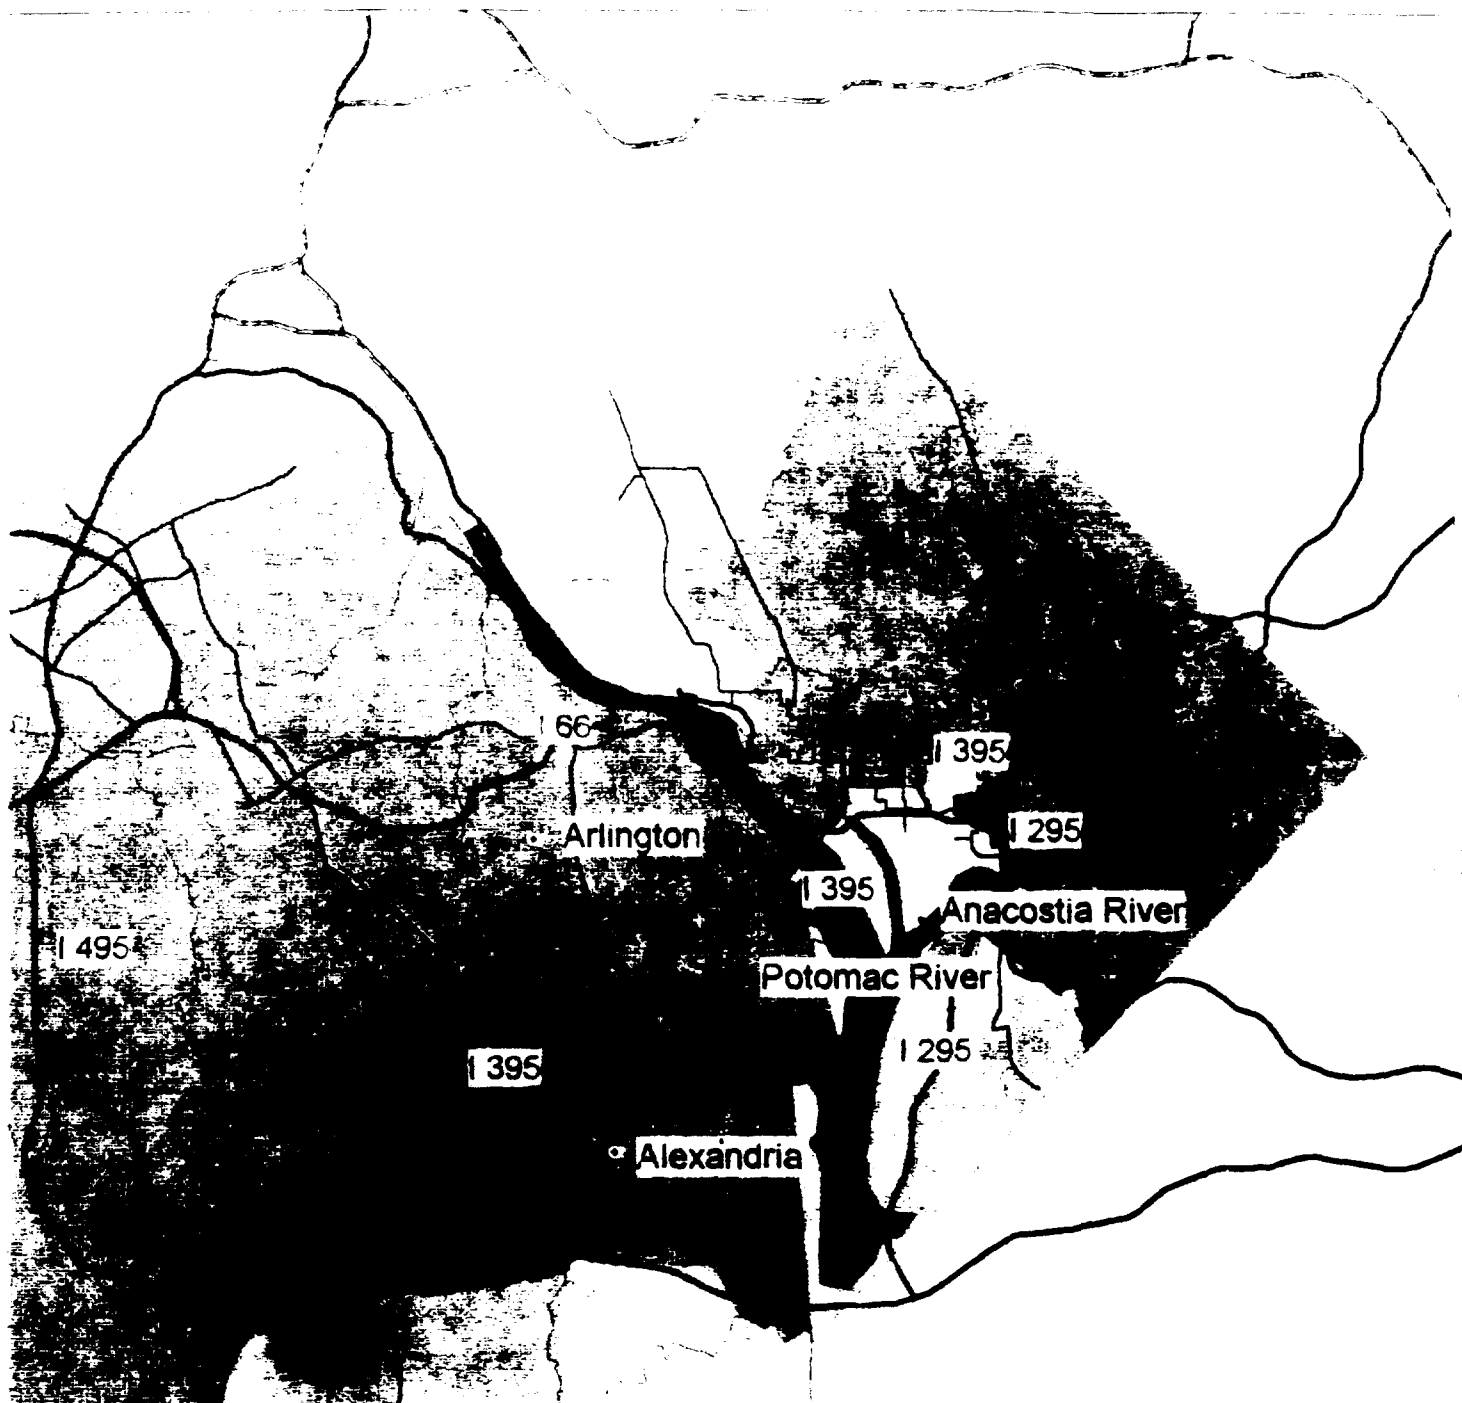 I 66
I 395
I 295
Arlington
I 395
Anacostia River
I 495
Potomac River
I 295
I 395
Alexandria